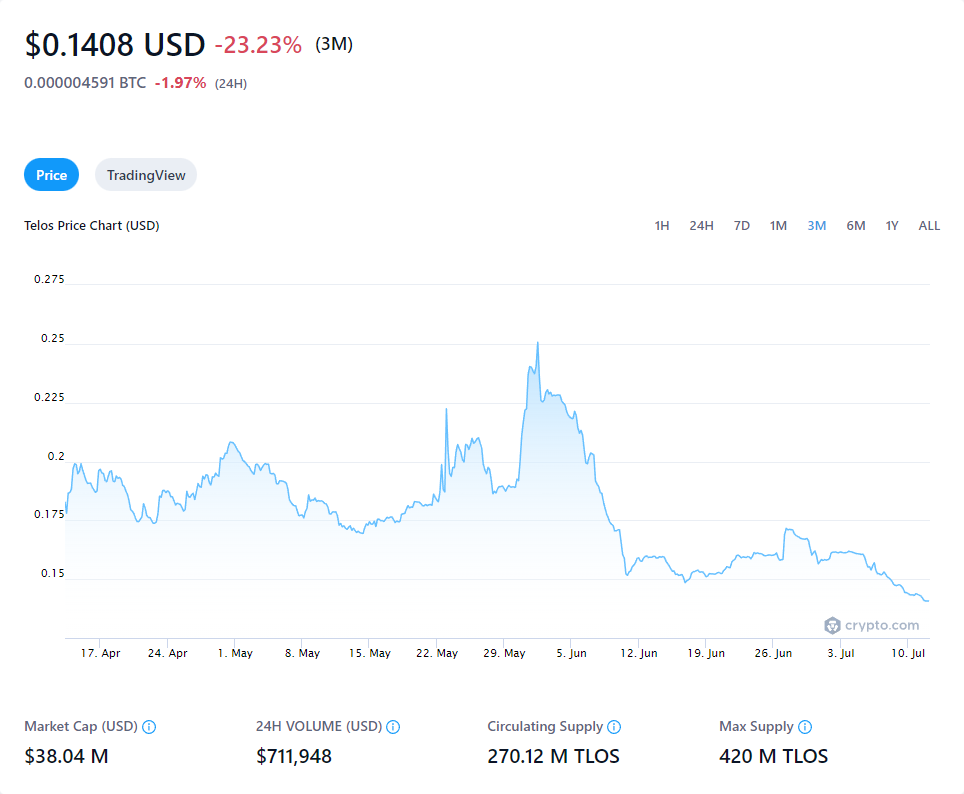 $0.1408 USD -23.23% (3M)
0.000004591 BTC -1.97% (24H)
Price TradingView
Telos Price Chart (USD) 1H 24H 7D 1M 3M 6M 1Y ALL
0.275
0.25
0.225
0.2
0.175
0.15
crypto.com
17. Apr 24. Apr 1. May 8. May 15. May 22. May 29. May 5. Jun 12. Jun 19. Jun 26. Jun 3. Jul 10. Jul
Market Cap (USD) 24H VOLUME (USD) Circulating Supply Max Supply
$38.04 M $711,948 270.12 M TLOS 420 M TLOS